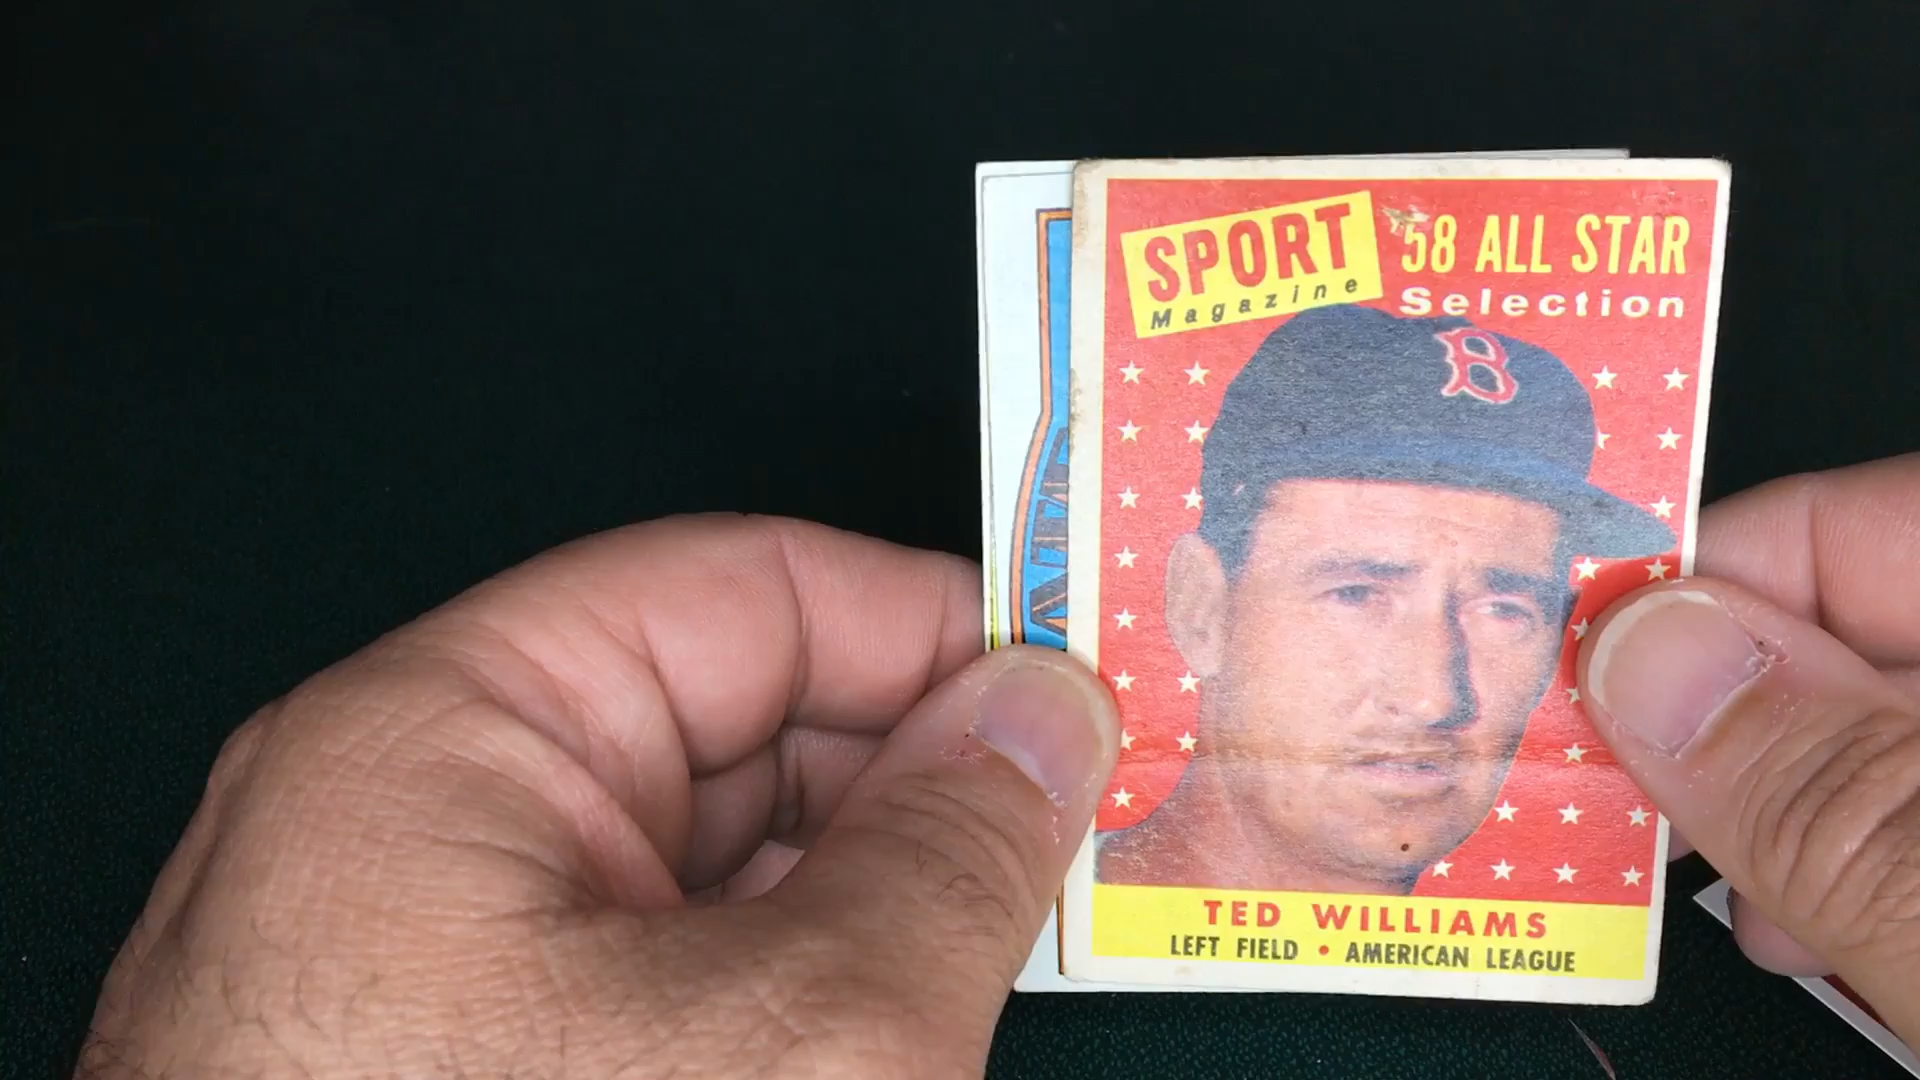 SPORT
Magazine
'58 ALL STAR
Selection
B
TED WILLIAMS
LEFT FIELD • AMERICAN LEAGUE